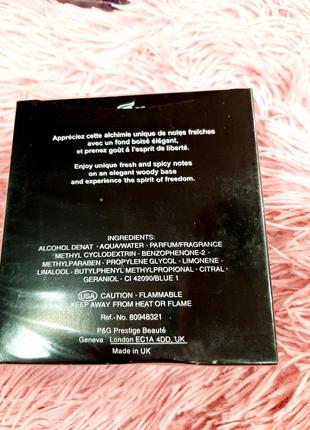 Appréciez cette alchimie unique de notes fraîches
avec un fond boisé élégant,
et prenez goût à l'esprit de liberté.
Enjoy unique fresh and spicy notes
on an elegant woody base
and experience the spirit of freedom.
INGREDIENTS:
ALCOHOL DENAT · AQUA/WATER · PARFUM/FRAGRANCE
METHYL CYCLODEXTRIN · BENZOPHENONE-2 ·
METHYLPARABEN · PROPYLENE GLYCOL · LIMONENE ·
LINALOOL · BUTYLPHENYL METHYLPROPIONAL · CITRAL ·
GERANIOL · CI 42090/BLUE 1
USA CAUTION · FLAMMABLE
KEEP AWAY FROM HEAT OR FLAME
Ref.-No. 80948321
P&G Prestige Beauté
Geneva London EC1A 4DD, UK
Made in UK